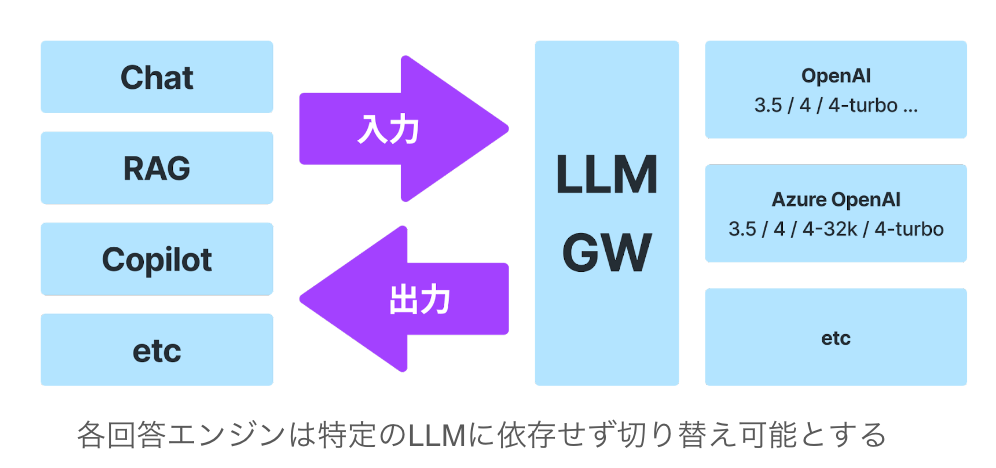 Chat
RAG
Copilot
etc
入力
出力
LLM
GW
OpenAI
3.5 / 4 / 4-turbo ...
Azure OpenAI
3.5 / 4 / 4-32k / 4-turbo
etc
各回答エンジンは特定のLLMに依存せず切り替え可能とする